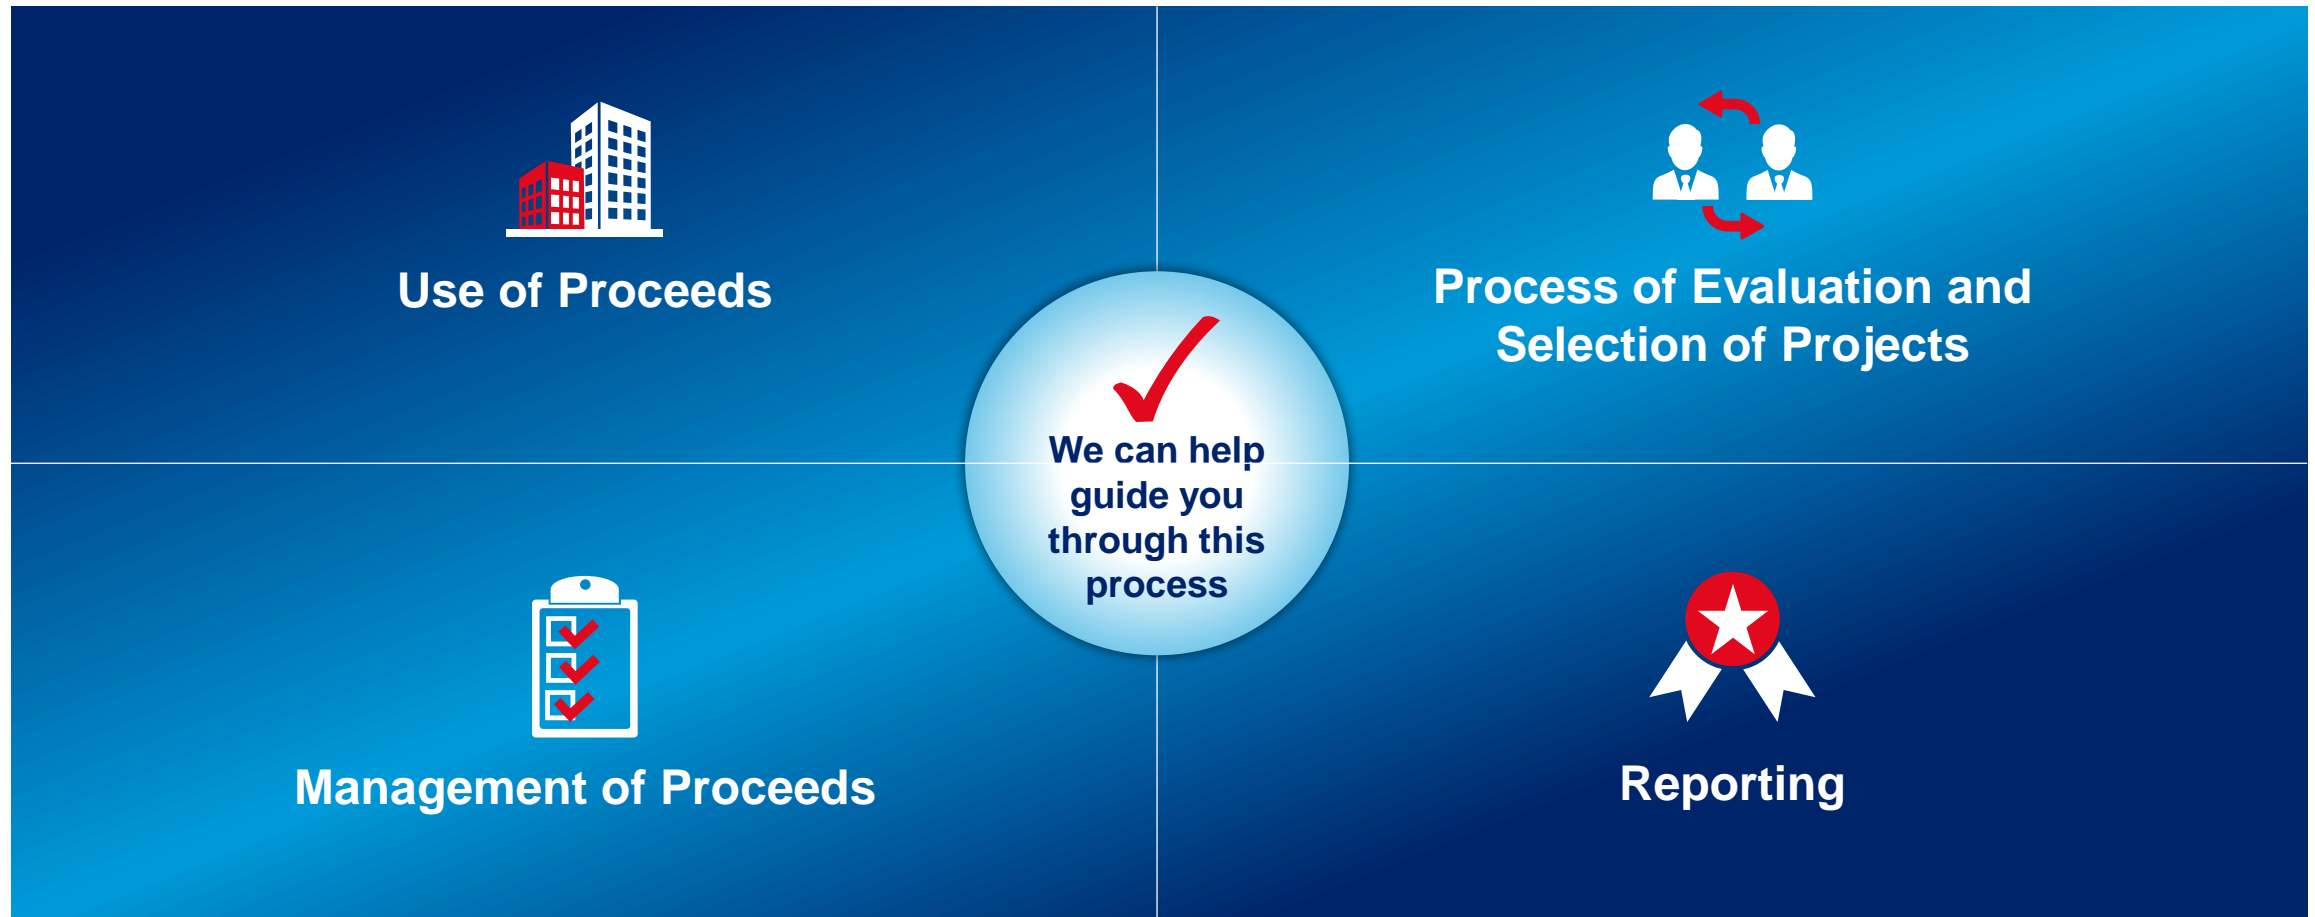 Use of Proceeds
Process of Evaluation and
Selection of Projects
We can help
guide you
through this
process
Management of Proceeds
Reporting